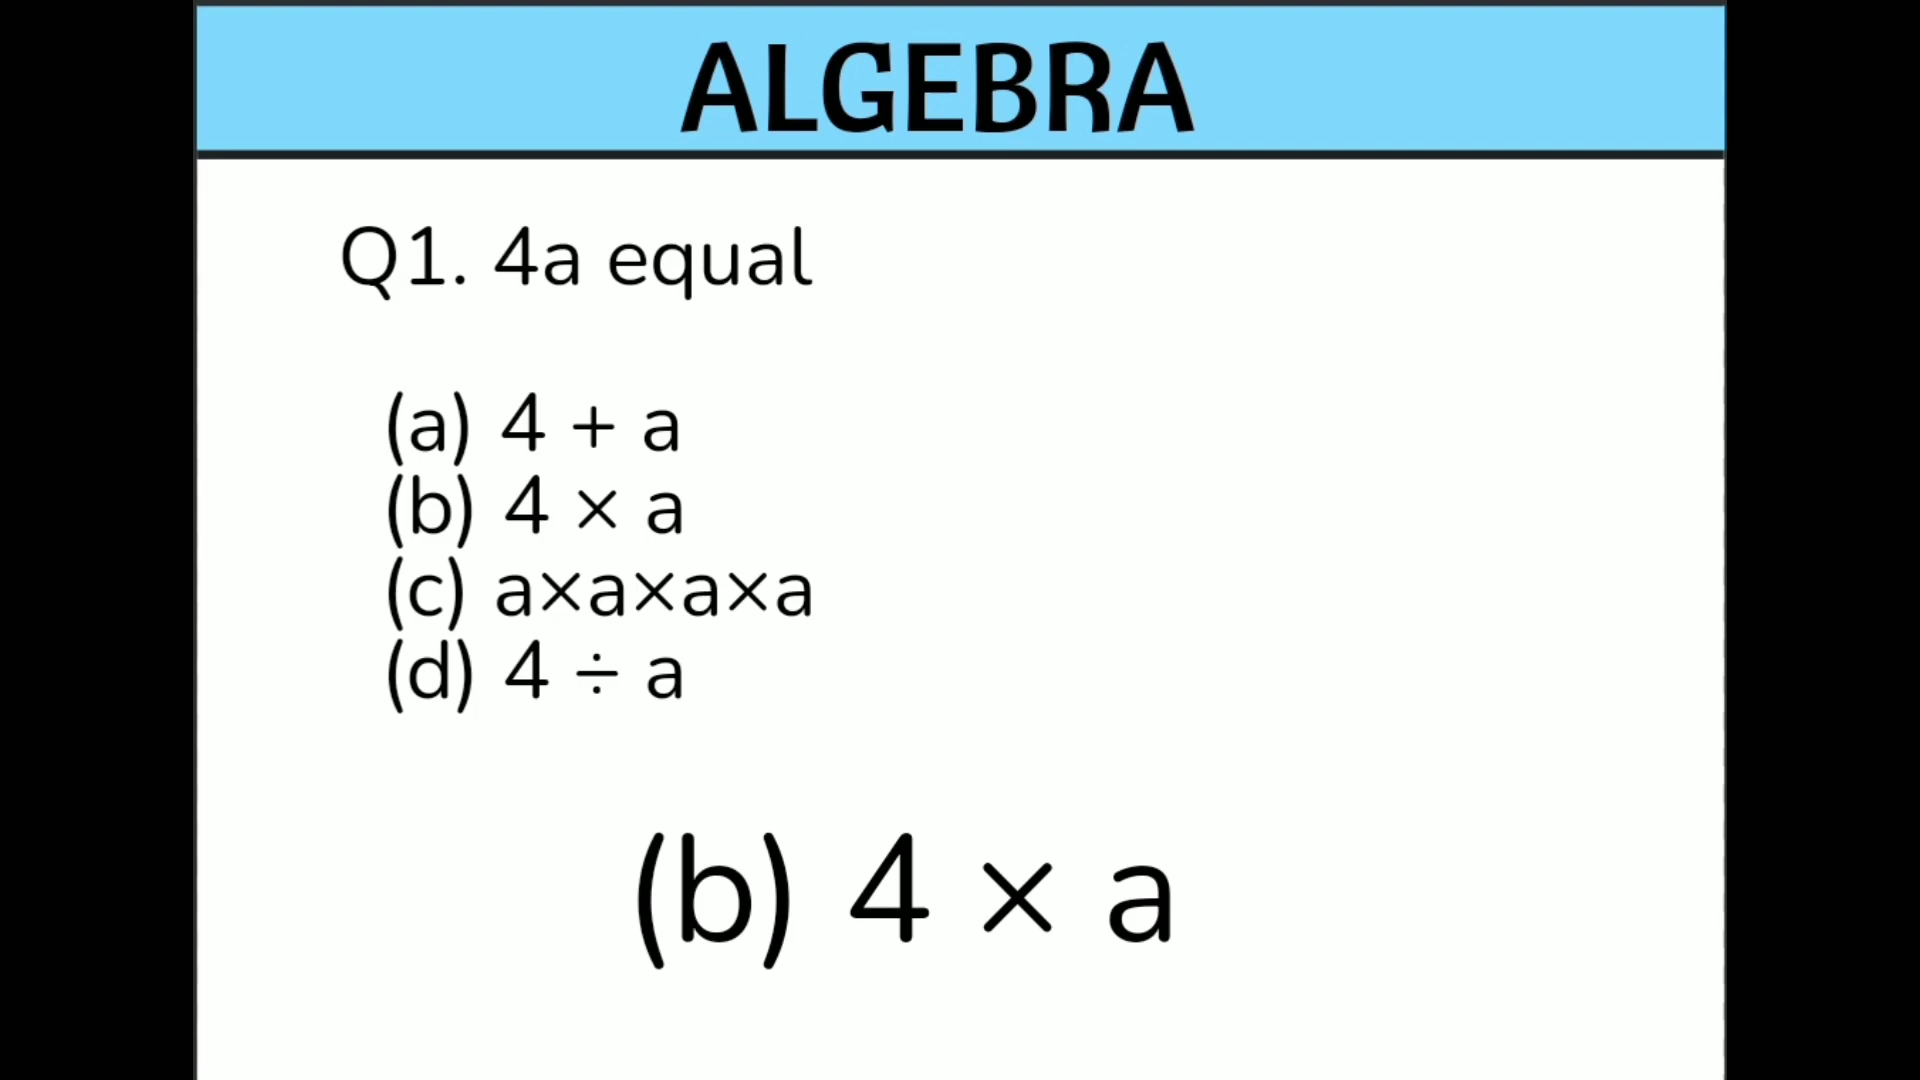 ALGEBRA
Q1. 4a equal
(a) 4 + a
(b) 4 × a
(c) a×a×a×a
(d) 4 ÷ a
(b) 4 × a